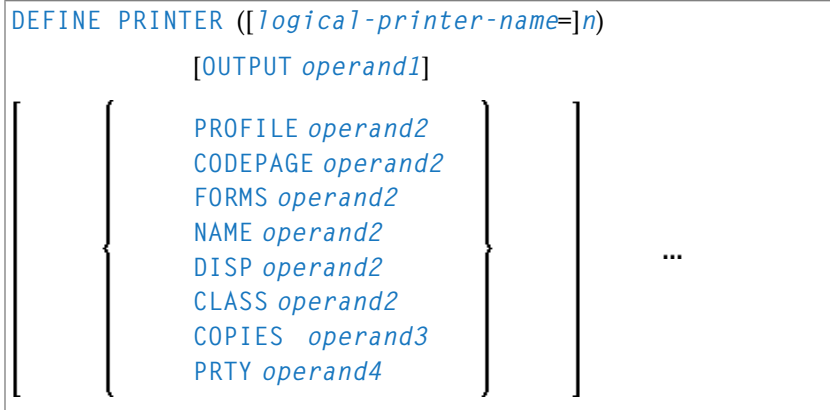 DEFINE PRINTER ([logical-printer-name=]n)
[OUTPUT operand1]
PROFILE operand2
CODEPAGE operand2
FORMS operand2
NAME operand2
DISP operand2
CLASS operand2
COPIES operand3
PRTY operand4
...